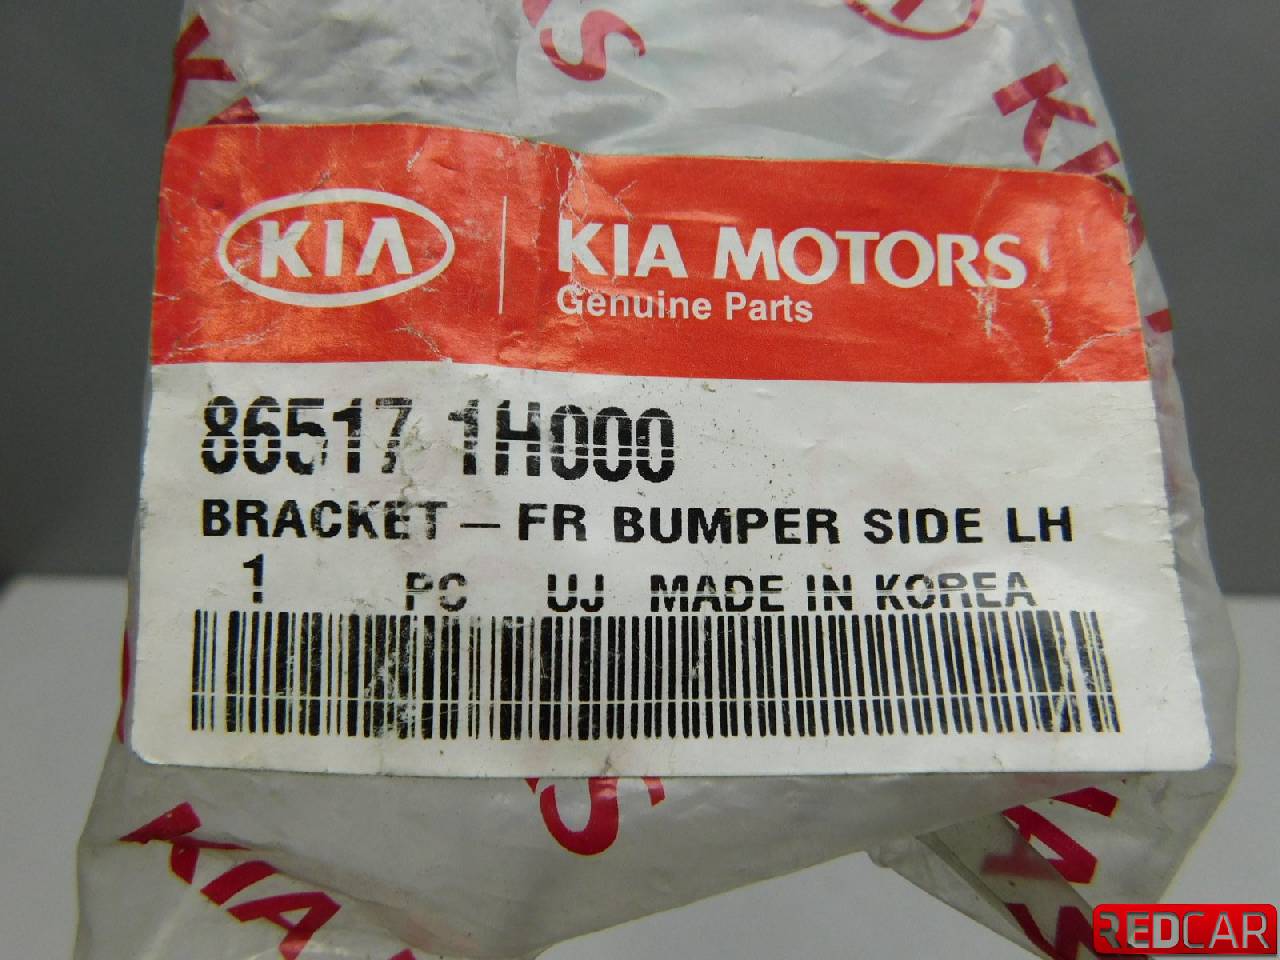 KIA
KIA MOTORS
Genuine Parts
86517 1H000
BRACKET – FR BUMPER SIDE LH
1 PC UJ MADE IN KOREA
KIA
REDCAR